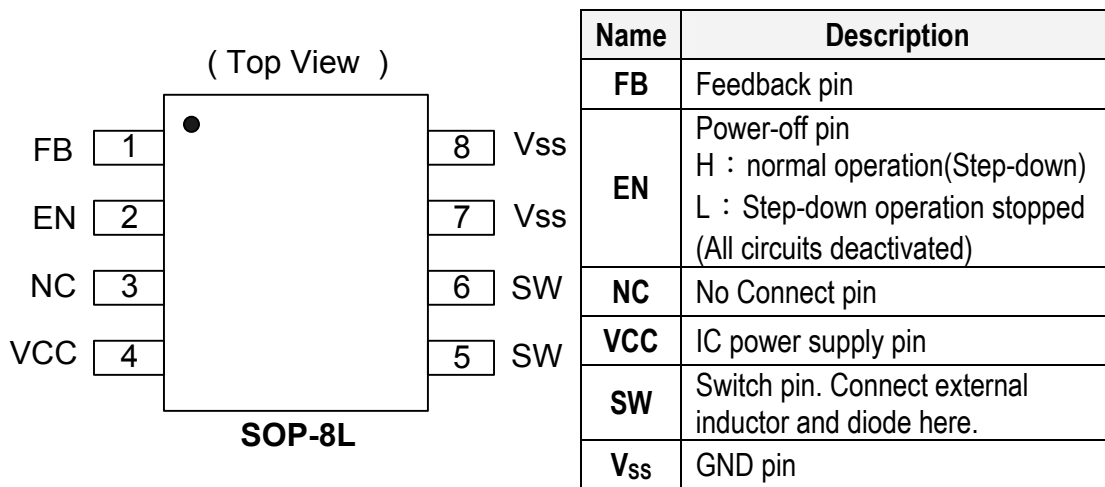 ( Top View )
FB 1
EN 2
NC 3
VCC 4
8 Vss
7 Vss
6 SW
5 SW
SOP-8L
Name Description
FB Feedback pin
EN Power-off pin
H：normal operation(Step-down)
L：Step-down operation stopped
(All circuits deactivated)
NC No Connect pin
VCC IC power supply pin
SW Switch pin. Connect external
inductor and diode here.
VSS GND pin